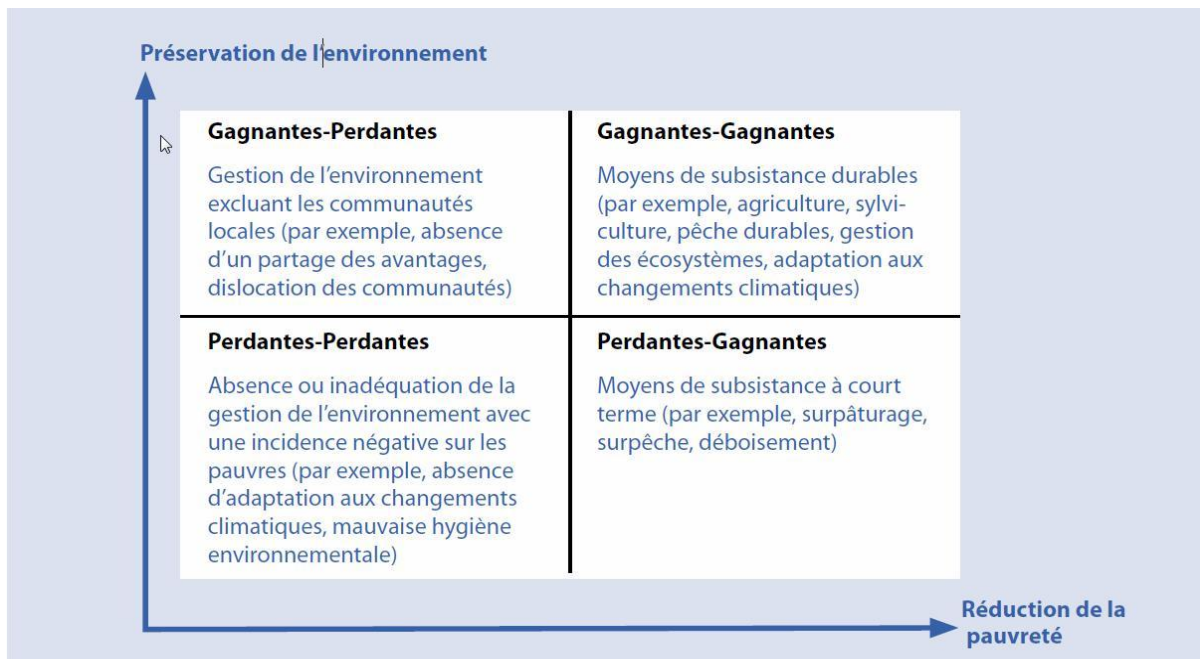 Préservation de l'environnement
Gagnantes-Perdantes
Gestion de l'environnement
excluant les communautés
locales (par exemple, absence
d'un partage des avantages,
dislocation des communautés)
Gagnantes-Gagnantes
Moyens de subsistance durables
(par exemple, agriculture, sylvi-
culture, pêche durables, gestion
des écosystèmes, adaptation aux
changements climatiques)
Perdantes-Perdantes
Absence ou inadéquation de la
gestion de l'environnement avec
une incidence négative sur les
pauvres (par exemple, absence
d'adaptation aux changements
climatiques, mauvaise hygiène
environnementale)
Perdantes-Gagnantes
Moyens de subsistance à court
terme (par exemple, surpâturage,
surpêche, déboisement)
Réduction de la
pauvreté